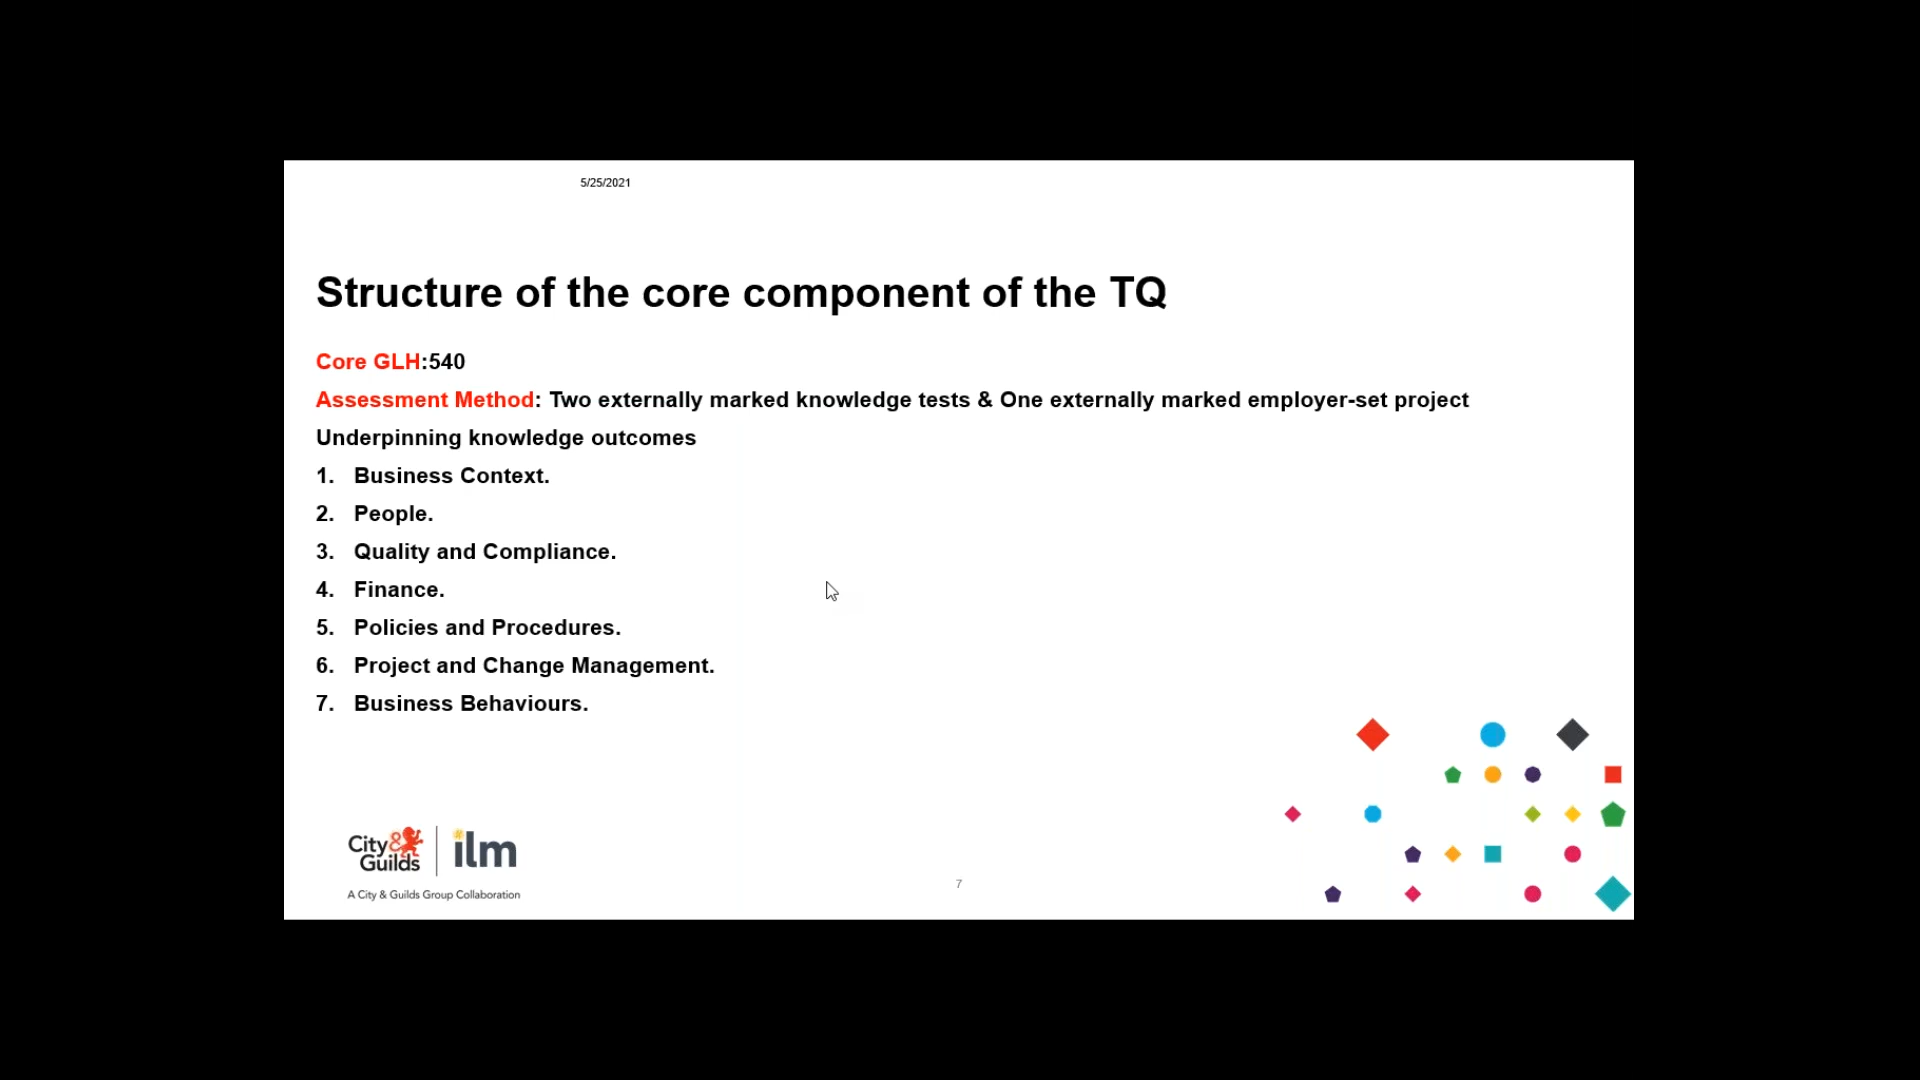 5/25/2021
Structure of the core component of the TQ
Core GLH:540
Assessment Method: Two externally marked knowledge tests & One externally marked employer-set project
Underpinning knowledge outcomes
1. Business Context.
2. People.
3. Quality and Compliance.
4. Finance.
5. Policies and Procedures.
6. Project and Change Management.
7. Business Behaviours.
City &
Guilds
#ilm
A City & Guilds Group Collaboration
7